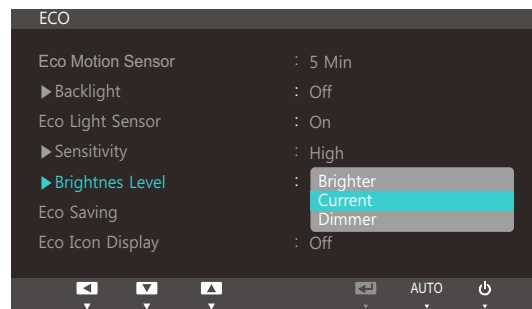 ECO
Eco Motion Sensor : 5 Min
▶Backlight : Off
Eco Light Sensor : On
▶Sensitivity : High
▶Brightnes Level : Brighter
Current
Dimmer
Eco Saving
Eco Icon Display : Off
AUTO